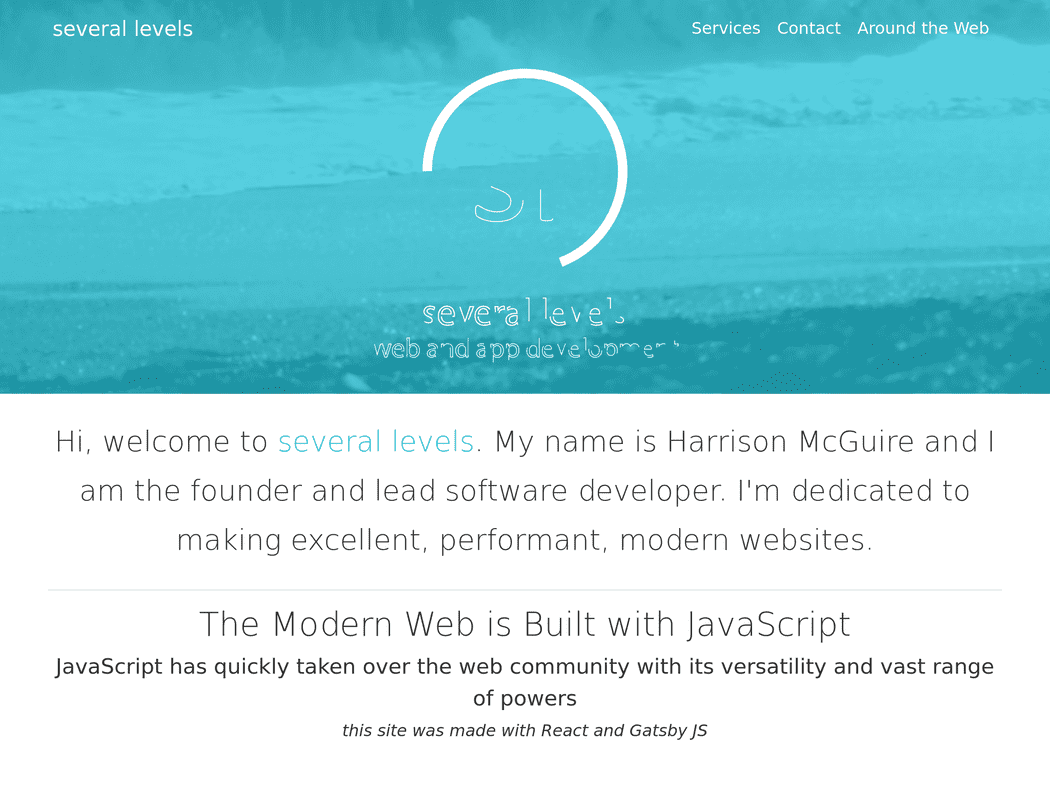 several levels
Services Contact Around the Web
SL
several levels
web and app development
Hi, welcome to several levels. My name is Harrison McGuire and I
am the founder and lead software developer. I'm dedicated to
making excellent, performant, modern websites.
The Modern Web is Built with JavaScript
JavaScript has quickly taken over the web community with its versatility and vast range
of powers
this site was made with React and Gatsby JS